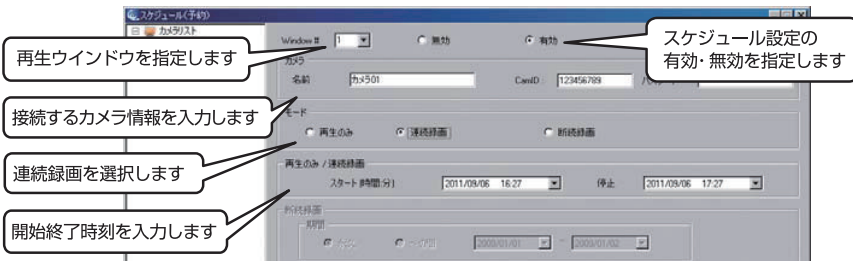 スケジュール(予約)
カメラリスト
再生ウインドウを指定します
Window # 1 無効 有効
スケジュール設定の
有効・無効を指定します
カメラ
名前 カメラ01 CamID 123456789
接続するカメラ情報を入力します
モード
再生のみ 連続録画 断続録画
連続録画を選択します
再生のみ / 連続録画
スタート(時間:分) 2011/09/06 16:27 停止 2011/09/06 17:27
開始終了時刻を入力します
断続録画
期間
2009/01/01 ~ 2009/01/02